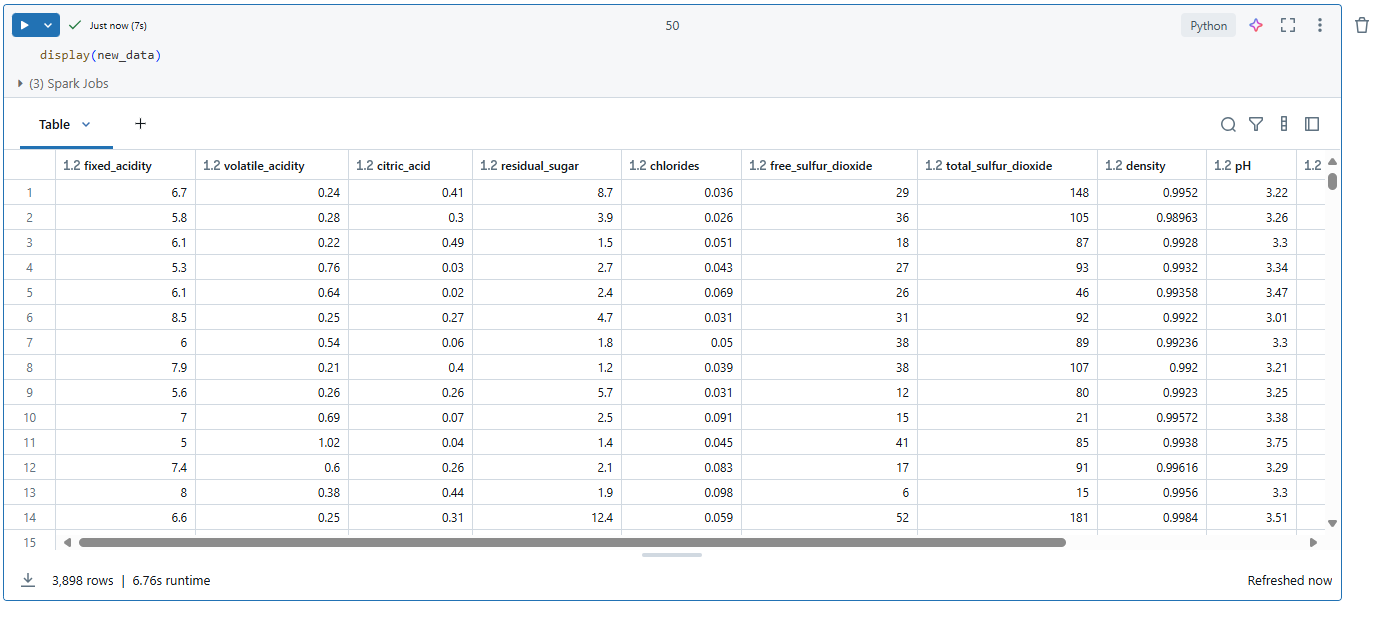 Just now (7s) 50 Python
display(new_data)
(3) Spark Jobs
Table +
1.2 fixed_acidity 1.2 volatile_acidity 1.2 citric_acid 1.2 residual_sugar 1.2 chlorides 1.2 free_sulfur_dioxide 1.2 total_sulfur_dioxide 1.2 density 1.2 pH 1.2
1 6.7 0.24 0.41 8.7 0.036 29 148 0.9952 3.22
2 5.8 0.28 0.3 3.9 0.026 36 105 0.98963 3.26
3 6.1 0.22 0.49 1.5 0.051 18 87 0.9928 3.3
4 5.3 0.76 0.03 2.7 0.043 27 93 0.9932 3.34
5 6.1 0.64 0.02 2.4 0.069 26 46 0.99358 3.47
6 8.5 0.25 0.27 4.7 0.031 31 92 0.9922 3.01
7 6 0.54 0.06 1.8 0.05 38 89 0.99236 3.3
8 7.9 0.21 0.4 1.2 0.039 38 107 0.992 3.21
9 5.6 0.26 0.26 5.7 0.031 12 80 0.9923 3.25
10 7 0.69 0.07 2.5 0.091 15 21 0.99572 3.38
11 5 1.02 0.04 1.4 0.045 41 85 0.9938 3.75
12 7.4 0.6 0.26 2.1 0.083 17 91 0.99616 3.29
13 8 0.38 0.44 1.9 0.098 6 15 0.9956 3.3
14 6.6 0.25 0.31 12.4 0.059 52 181 0.9984 3.51
15
3,898 rows | 6.76s runtime Refreshed now